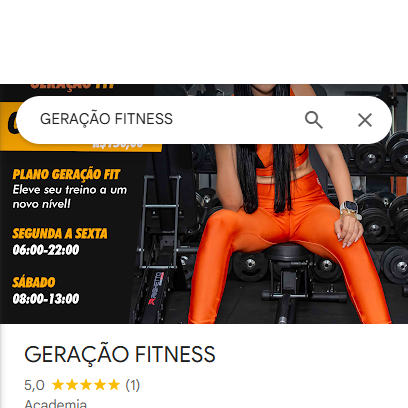 GERAÇÃO FIT
GERAÇÃO FITNESS
R$130,00
PLANO GERAÇÃO FIT
Eleve seu treino a um
novo nível!
SEGUNDA A SEXTA
06:00-22:00
SÁBADO
08:00-13:00
GERAÇÃO FITNESS
5,0 ★★★★★ (1)
Academia